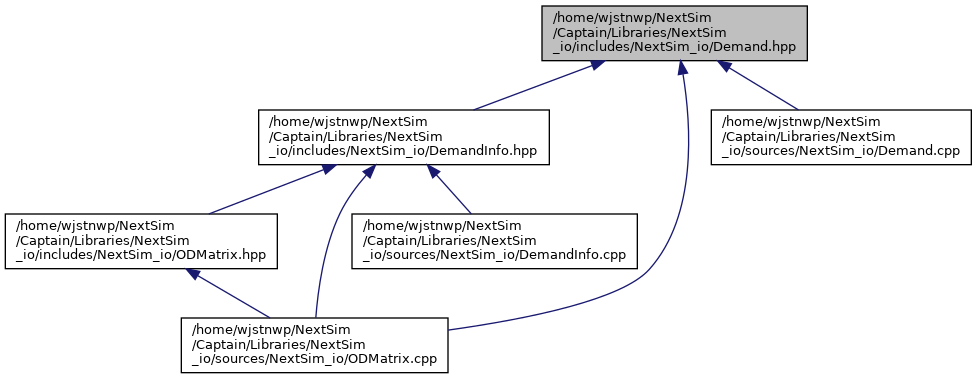 /home/wjstnwp/NextSim
/Captain/Libraries/NextSim
_io/includes/NextSim_io/Demand.hpp
/home/wjstnwp/NextSim
/Captain/Libraries/NextSim
_io/includes/NextSim_io/DemandInfo.hpp
/home/wjstnwp/NextSim
/Captain/Libraries/NextSim
_io/sources/NextSim_io/Demand.cpp
/home/wjstnwp/NextSim
/Captain/Libraries/NextSim
_io/includes/NextSim_io/ODMatrix.hpp
/home/wjstnwp/NextSim
/Captain/Libraries/NextSim
_io/sources/NextSim_io/DemandInfo.cpp
/home/wjstnwp/NextSim
/Captain/Libraries/NextSim
_io/sources/NextSim_io/ODMatrix.cpp